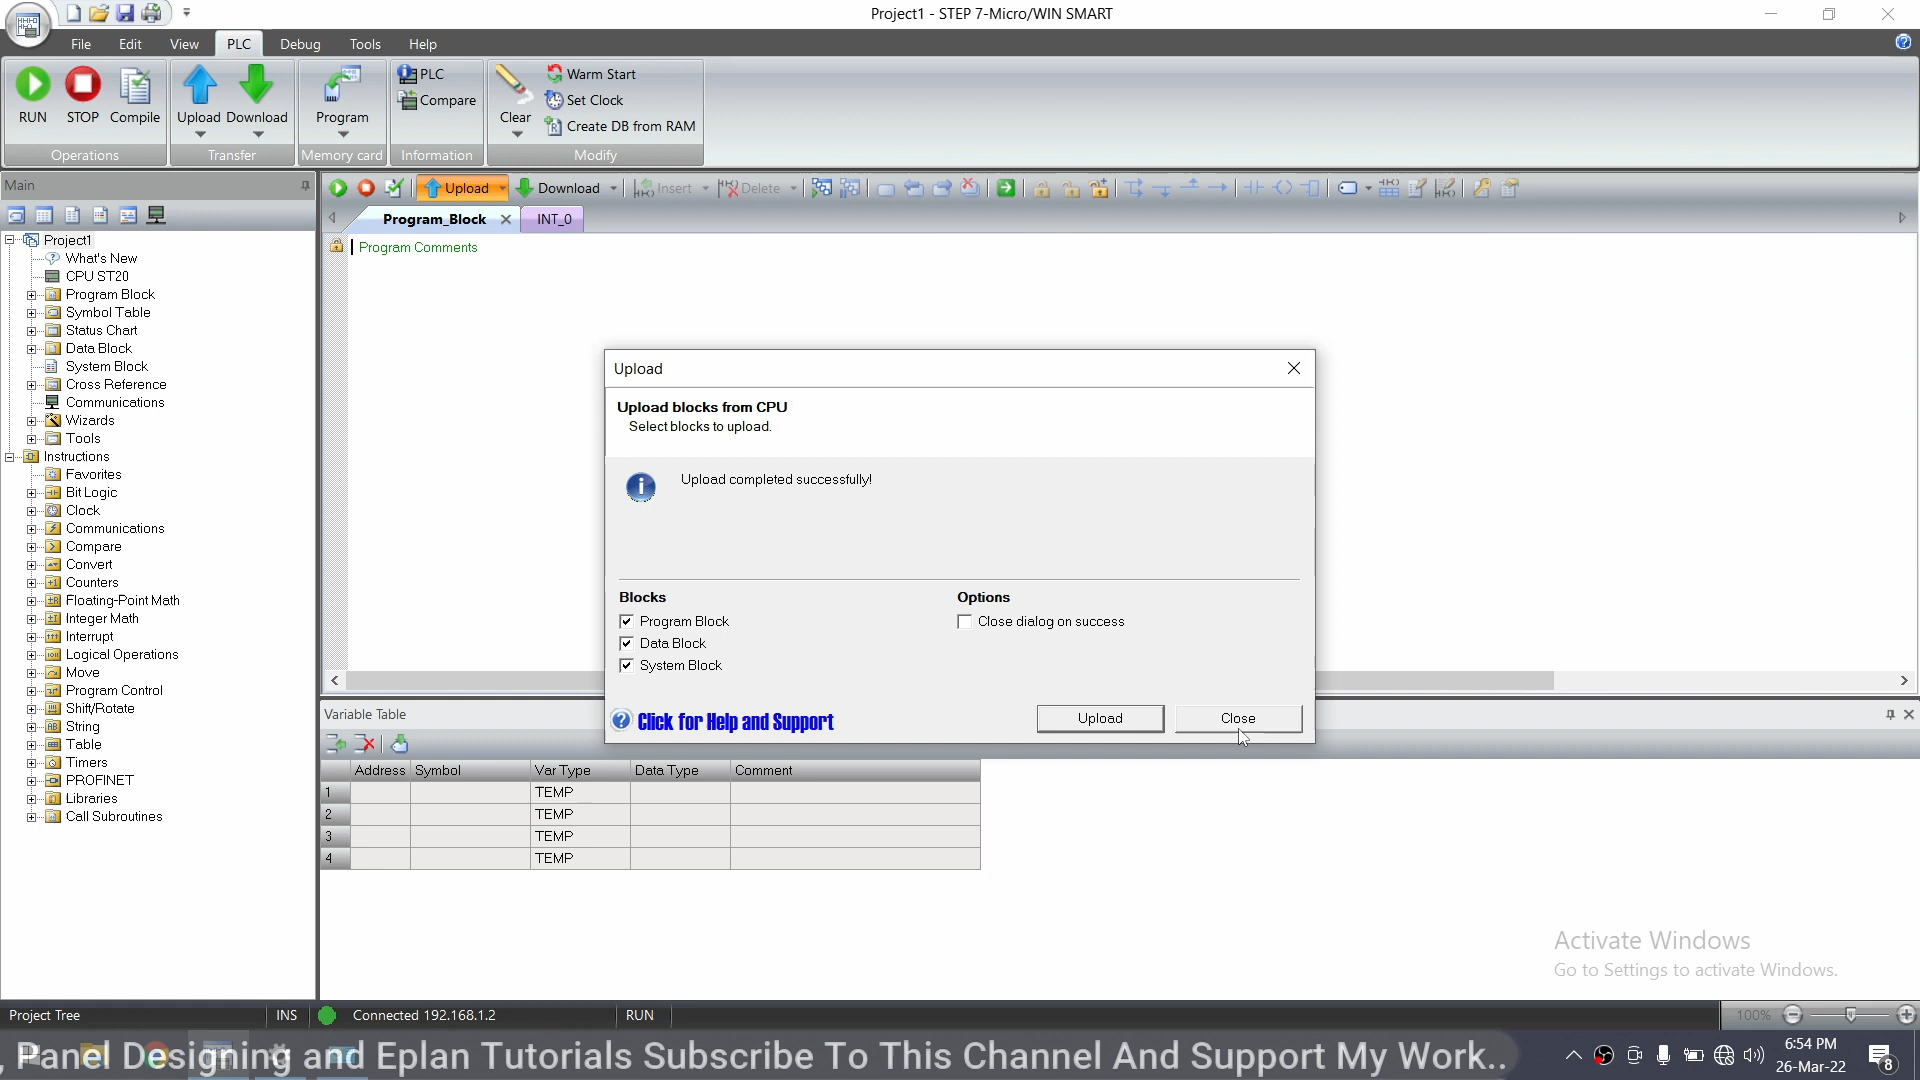 Project1 - STEP 7-Micro/WIN SMART
File Edit View PLC Debug Tools Help
RUN STOP Compile Upload Download Program PLC Compare Clear Warm Start Set Clock Create DB from RAM
Operations Transfer Memory card Information Modify
Main
Upload Download Insert Delete
Program_Block INT_0
Program Comments
Project1
What's New
CPU ST20
Program Block
Symbol Table
Status Chart
Data Block
System Block
Cross Reference
Communications
Wizards
Tools
Instructions
Favorites
Bit Logic
Clock
Communications
Compare
Convert
Counters
Floating-Point Math
Integer Math
Interrupt
Logical Operations
Move
Program Control
Shift/Rotate
String
Table
Timers
PROFINET
Libraries
Call Subroutines
Upload
Upload blocks from CPU
Select blocks to upload.
Upload completed successfully!
Blocks Options
Program Block Close dialog on success
Data Block
System Block
Click for Help and Support Upload Close
Variable Table
Address Symbol Var Type Data Type Comment
1 TEMP
2 TEMP
3 TEMP
4 TEMP
Activate Windows
Go to Settings to activate Windows.
Project Tree INS Connected 192.168.1.2 RUN 100%
, Panel Designing and Eplan Tutorials Subscribe To This Channel And Support My Work..
6:54 PM
26-Mar-22
8